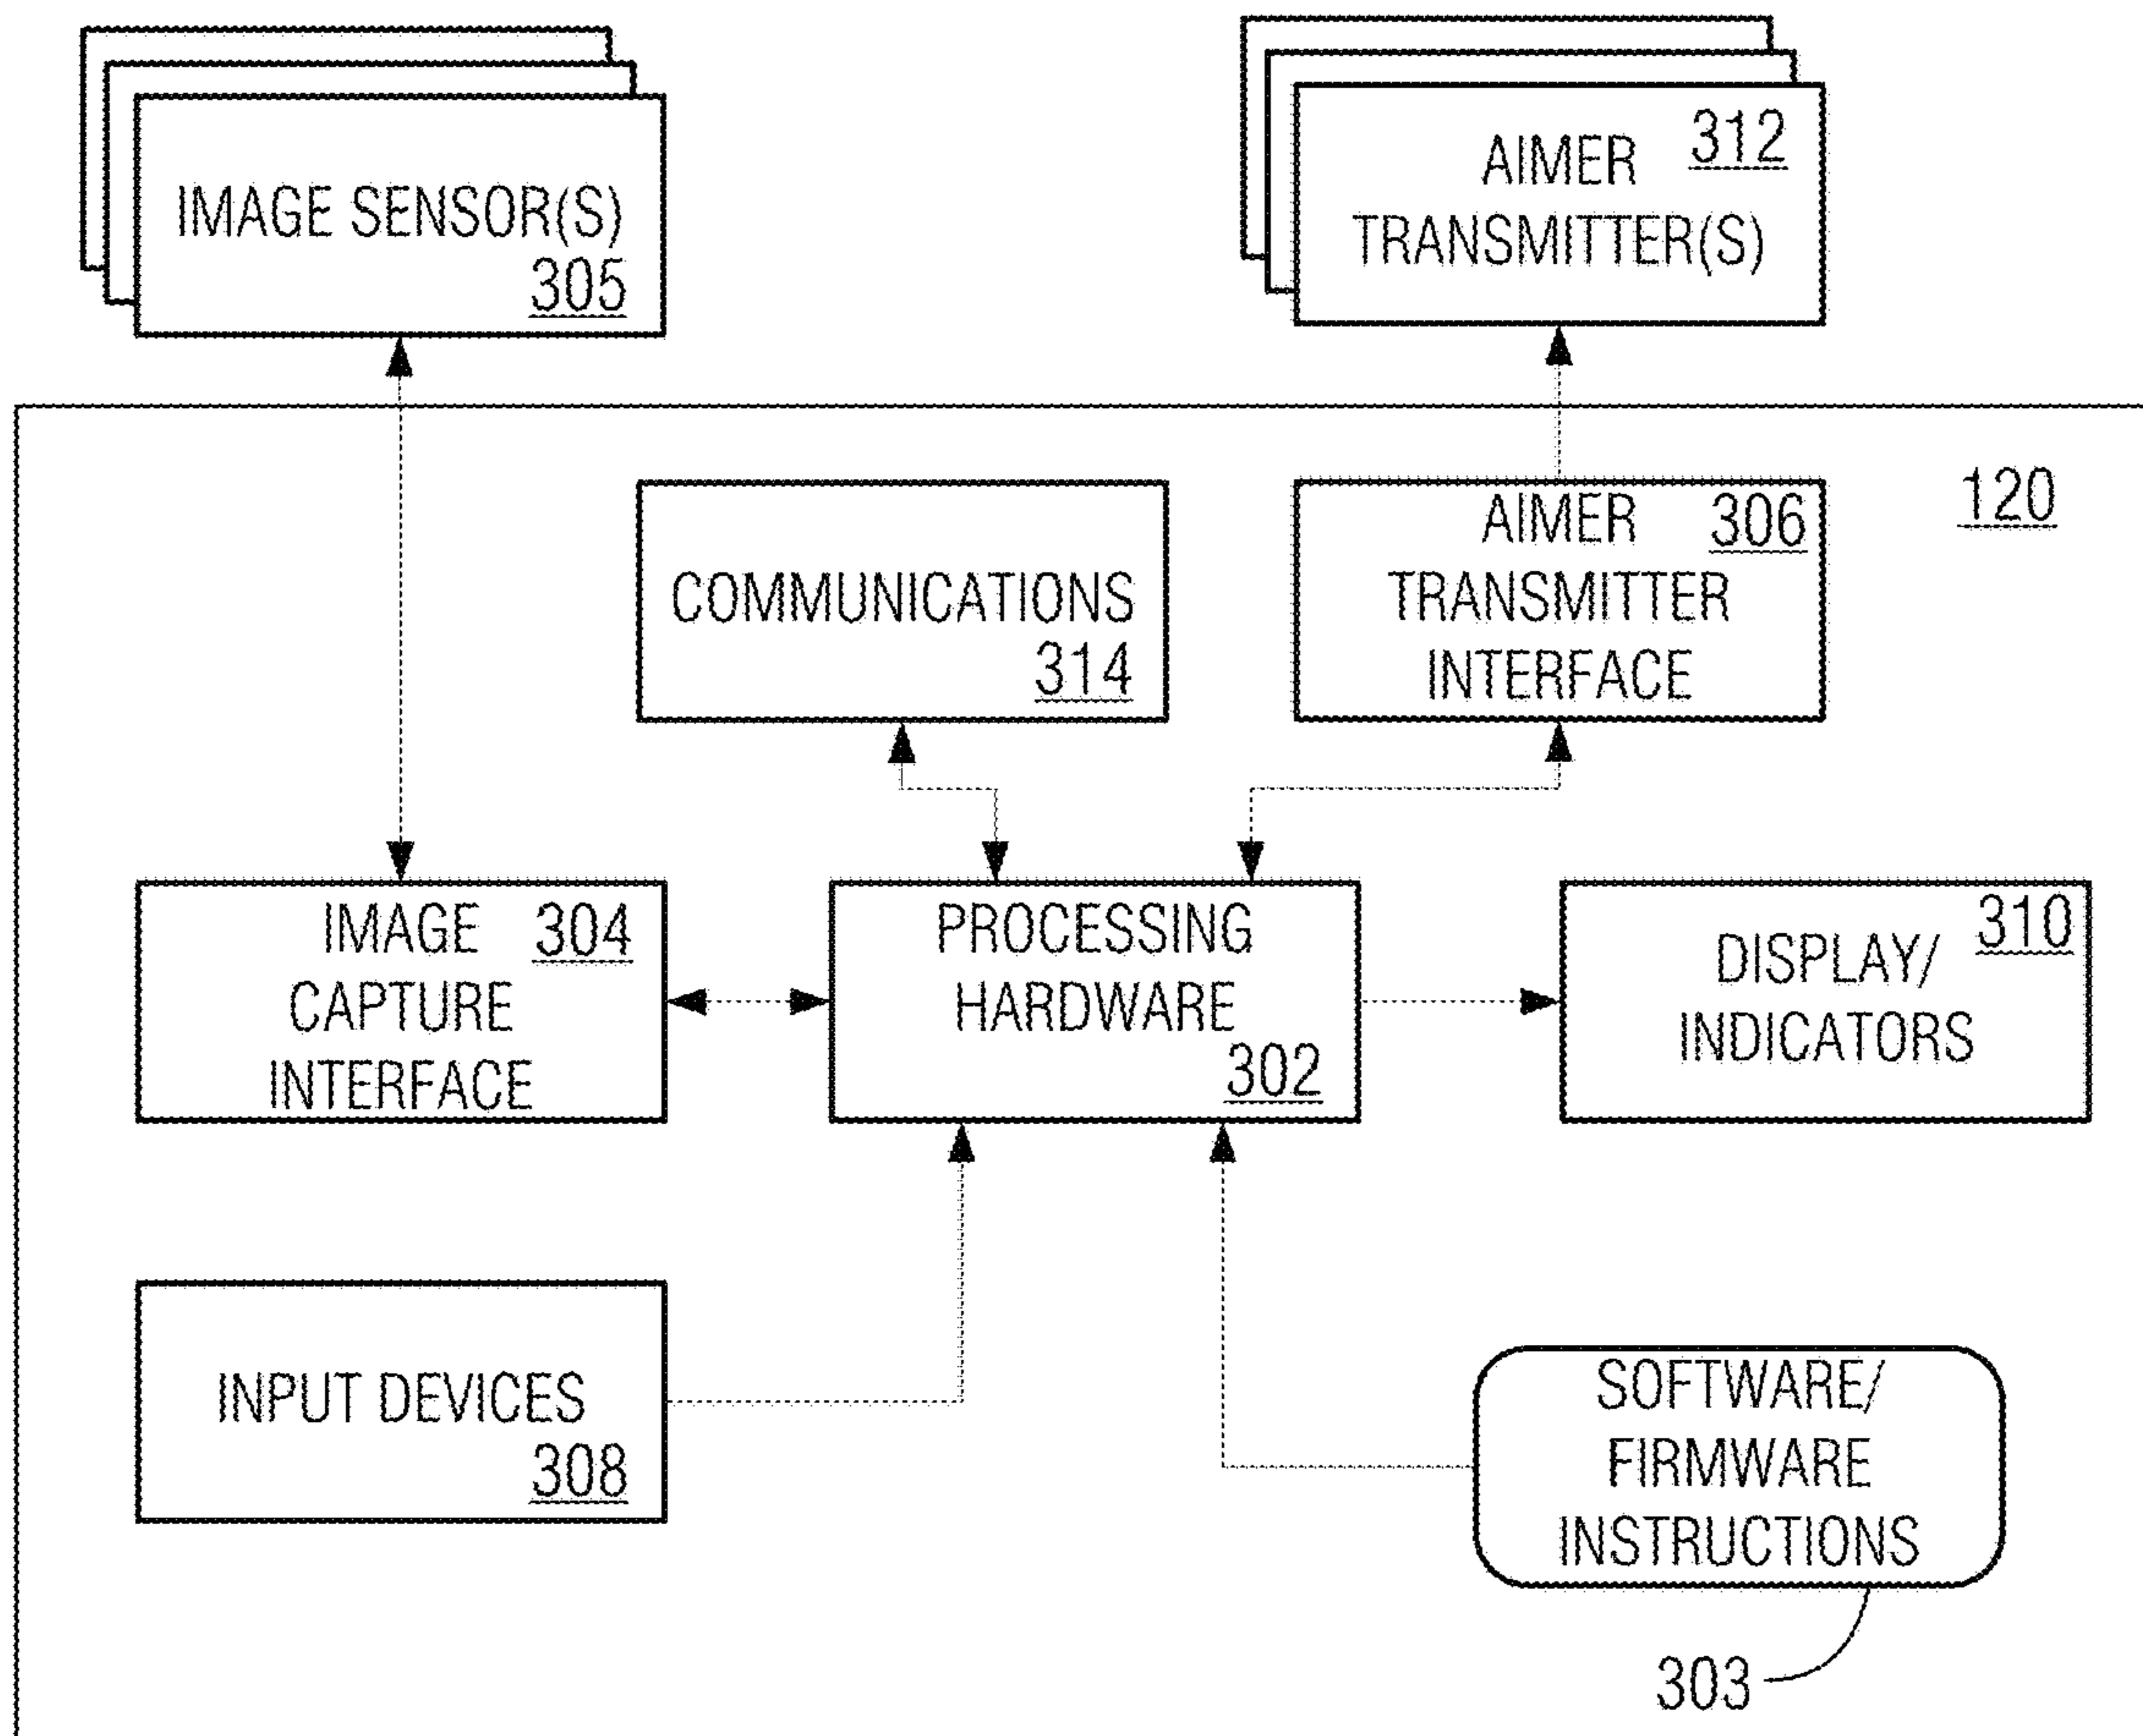 IMAGE SENSOR(S)
305
AIMER 312
TRANSMITTER(S)
120
COMMUNICATIONS
314
AIMER 306
TRANSMITTER
INTERFACE
IMAGE 304
CAPTURE
INTERFACE
PROCESSING
HARDWARE
302
310
DISPLAY/
INDICATORS
INPUT DEVICES
308
SOFTWARE/
FIRMWARE
INSTRUCTIONS
303